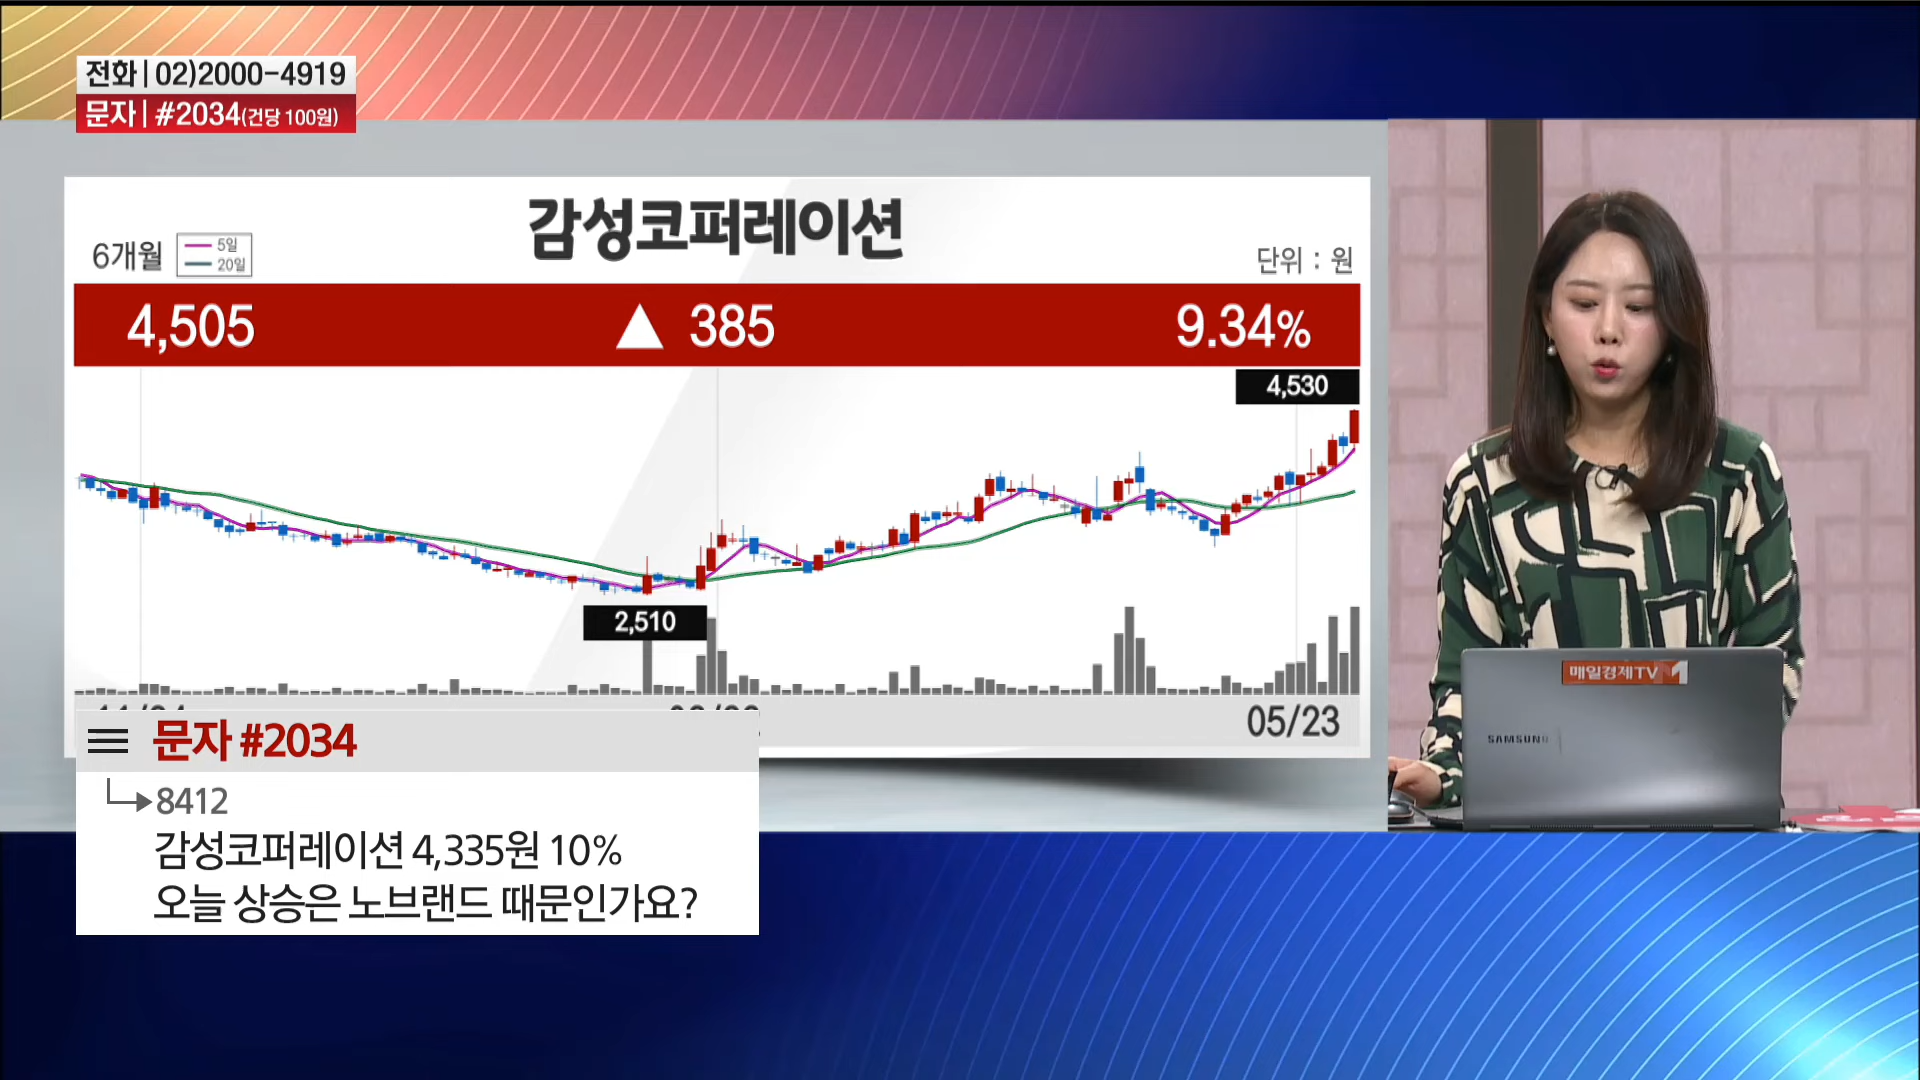 전화 | 02)2000-4919
문자 | #2034(건당 100원)
감성코퍼레이션
6개월
5일
20일
단위 : 원
4,505 ▲ 385 9.34%
4,530
2,510
05/23
문자 #2034
8412
감성코퍼레이션 4,335원 10%
오늘 상승은 노브랜드 때문인가요?
매일경제TV
SAMSUNG